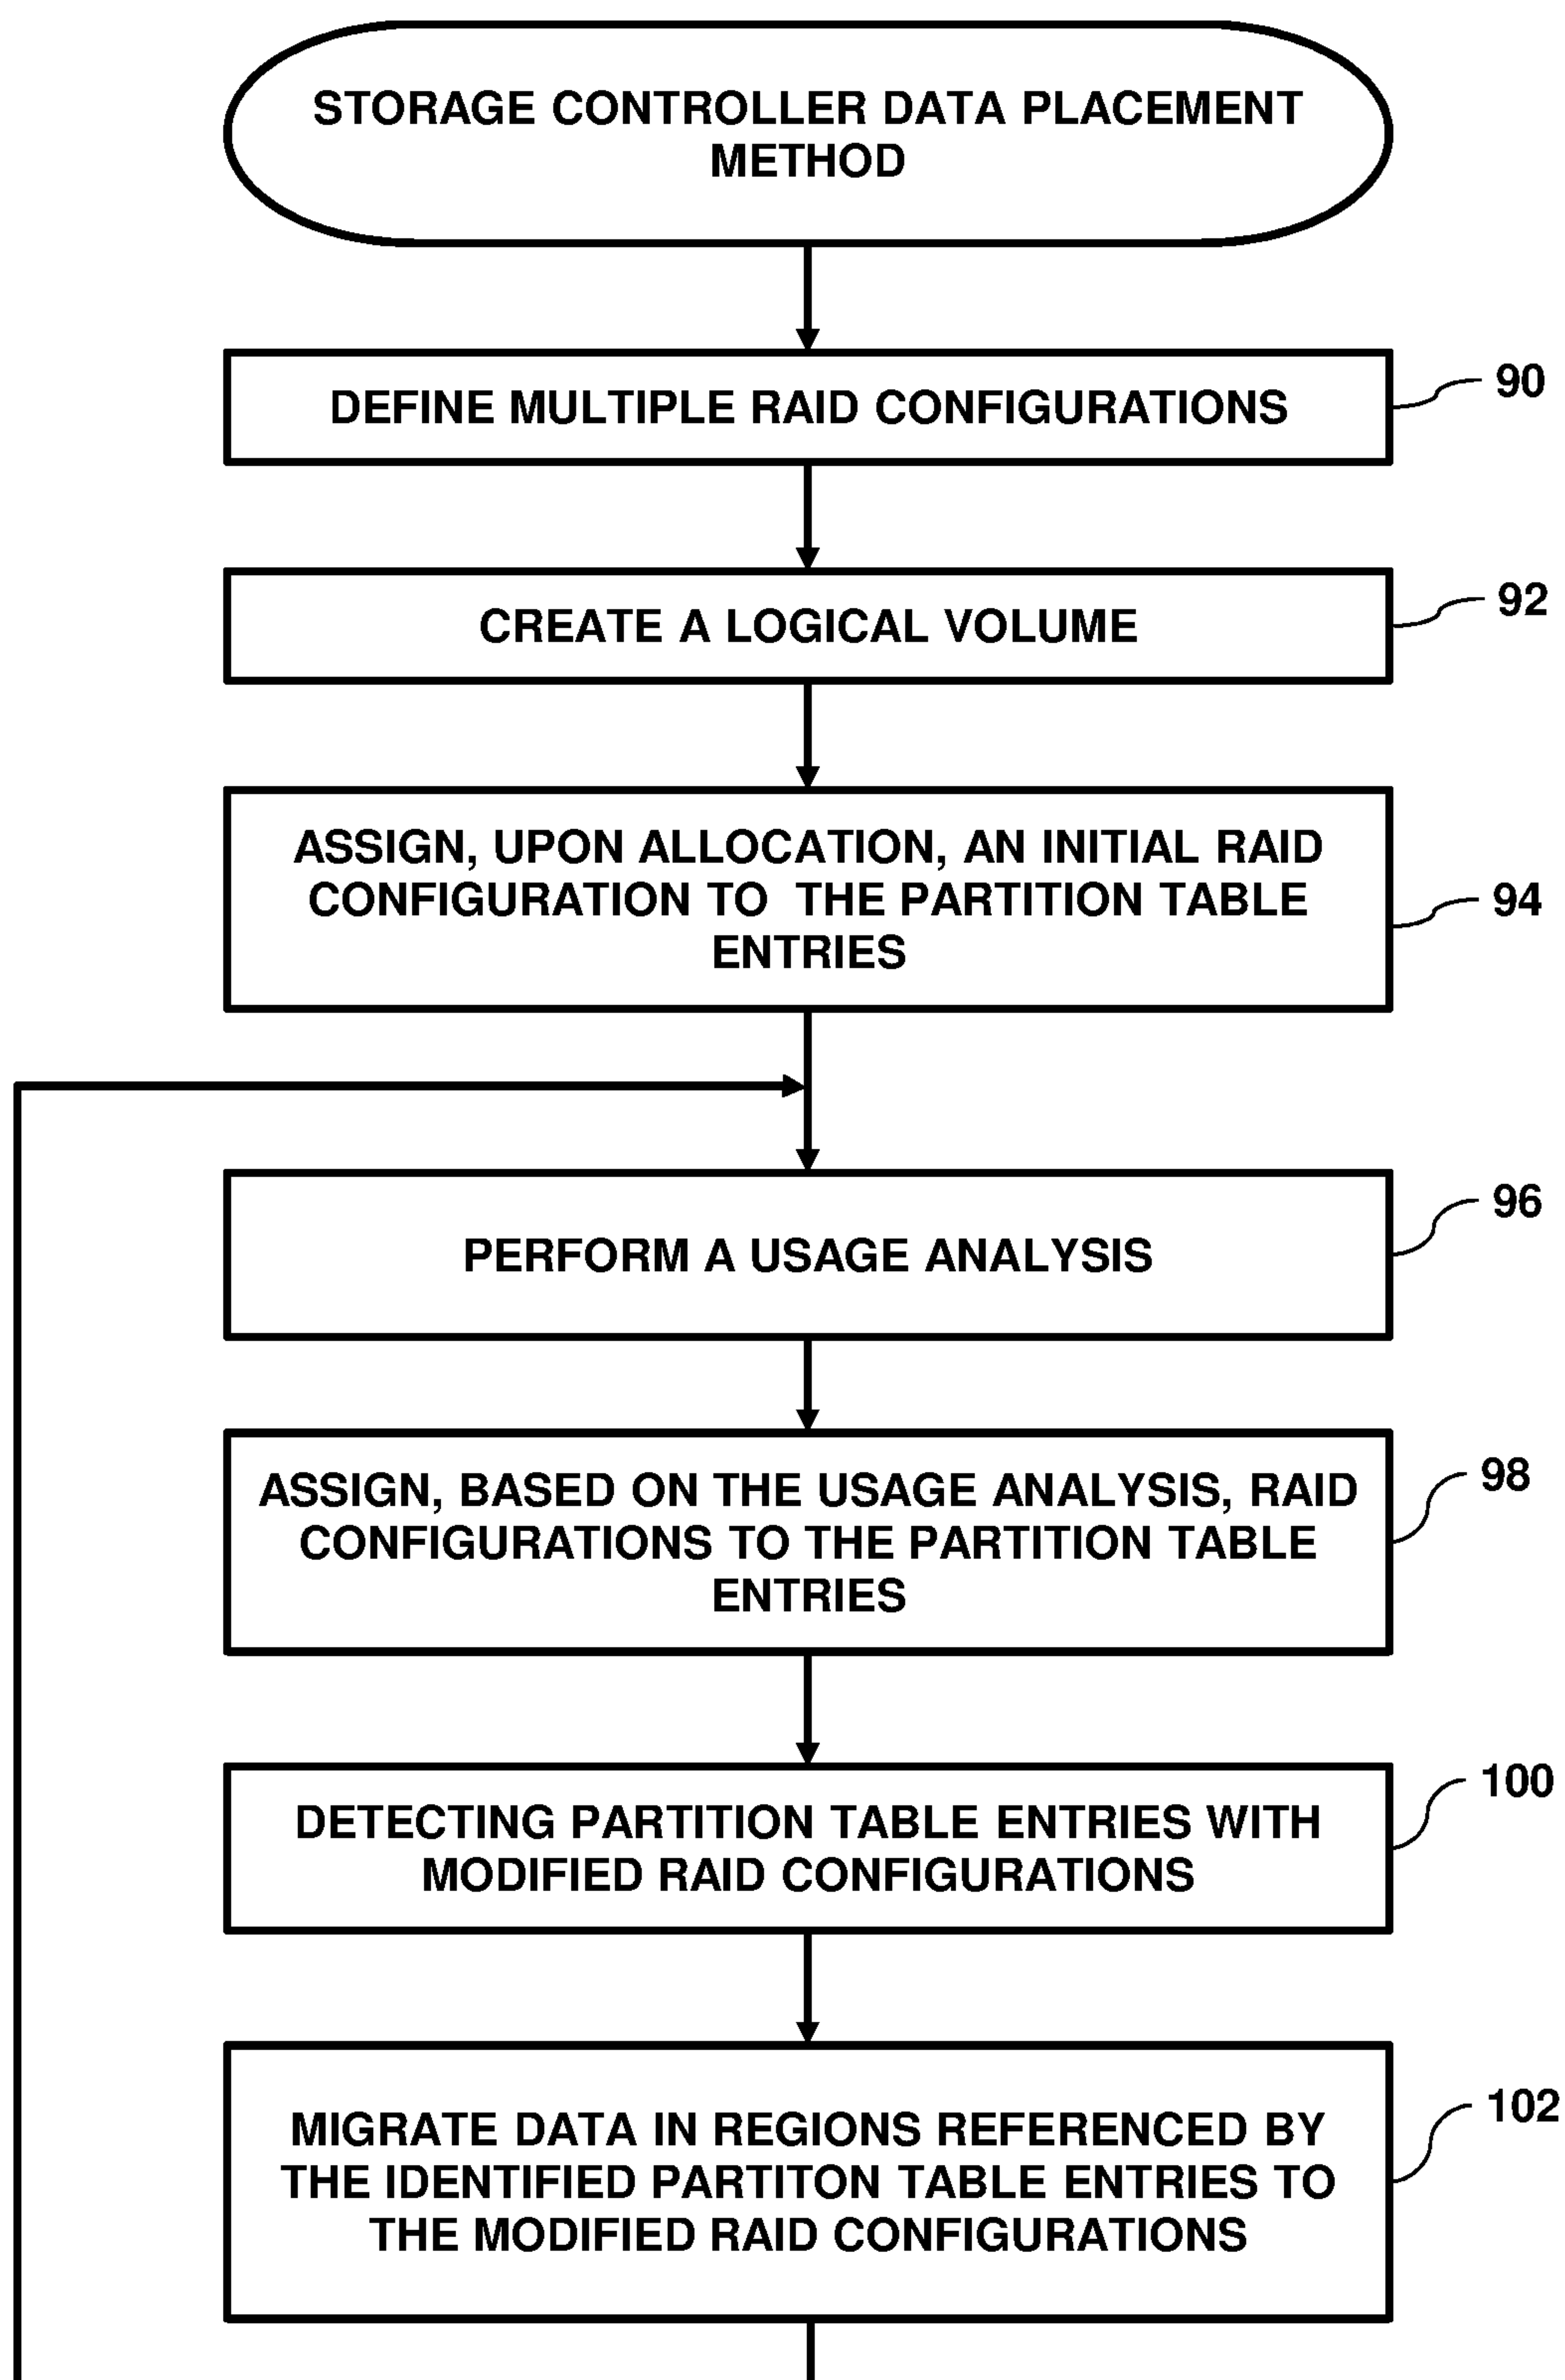 STORAGE CONTROLLER DATA PLACEMENT
METHOD
DEFINE MULTIPLE RAID CONFIGURATIONS
90
CREATE A LOGICAL VOLUME
92
ASSIGN, UPON ALLOCATION, AN INITIAL RAID
CONFIGURATION TO THE PARTITION TABLE
ENTRIES
94
PERFORM A USAGE ANALYSIS
96
ASSIGN, BASED ON THE USAGE ANALYSIS, RAID
CONFIGURATIONS TO THE PARTITION TABLE
ENTRIES
98
DETECTING PARTITION TABLE ENTRIES WITH
MODIFIED RAID CONFIGURATIONS
100
MIGRATE DATA IN REGIONS REFERENCED BY
THE IDENTIFIED PARTITON TABLE ENTRIES TO
THE MODIFIED RAID CONFIGURATIONS
102